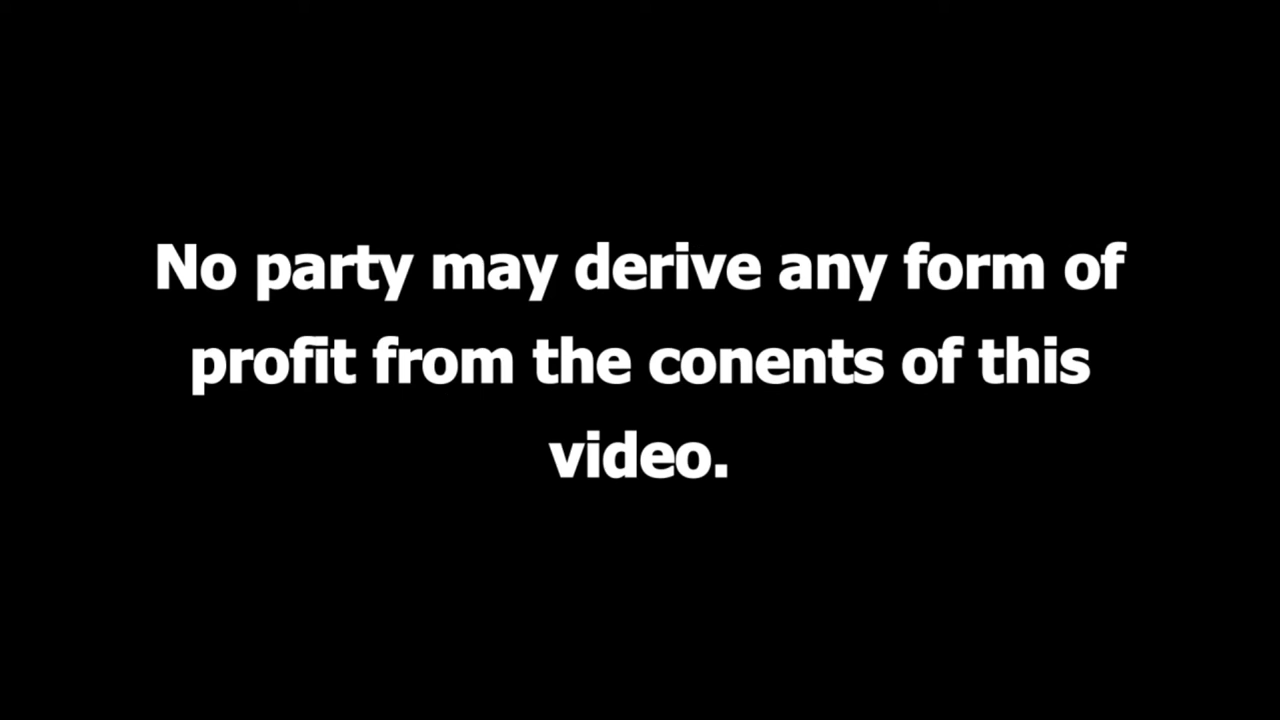 No party may derive any form of
profit from the conents of this
video.